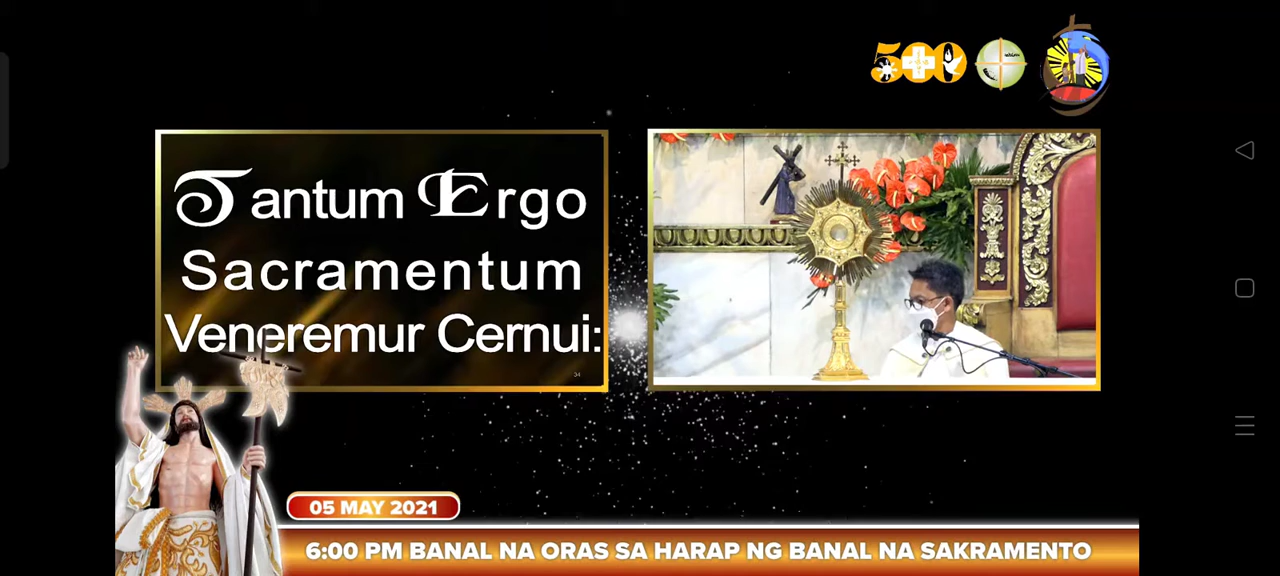 500
Tantum Ergo
Sacramentum
Veneremur Cernui:
34
05 MAY 2021
6:00 PM BANAL NA ORAS SA HARAP NG BANAL NA SAKRAMENTO